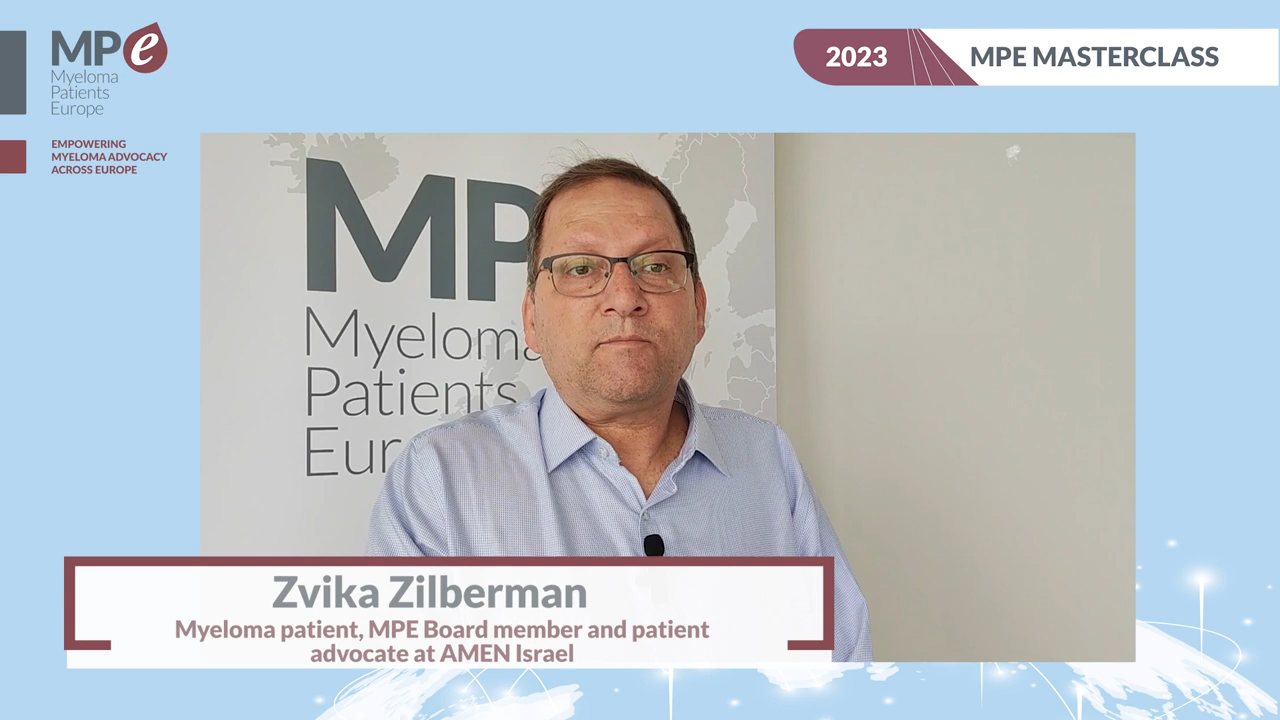 MPe
Myeloma
Patients
Europe
EMPOWERING
MYELOMA ADVOCACY
ACROSS EUROPE
2023
MPE MASTERCLASS
MP
Myeloma
Patients
Eur
Zvika Zilberman
Myeloma patient, MPE Board member and patient
advocate at AMEN Israel